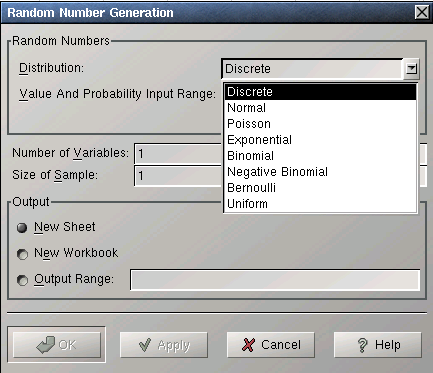 Random Number Generation
Random Numbers
Distribution: Discrete
Value And Probability Input Range:
Discrete
Normal
Poisson
Exponential
Binomial
Negative Binomial
Bernoulli
Uniform
Number of Variables: 1
Size of Sample: 1
Output
New Sheet
New Workbook
Output Range:
OK Apply Cancel Help